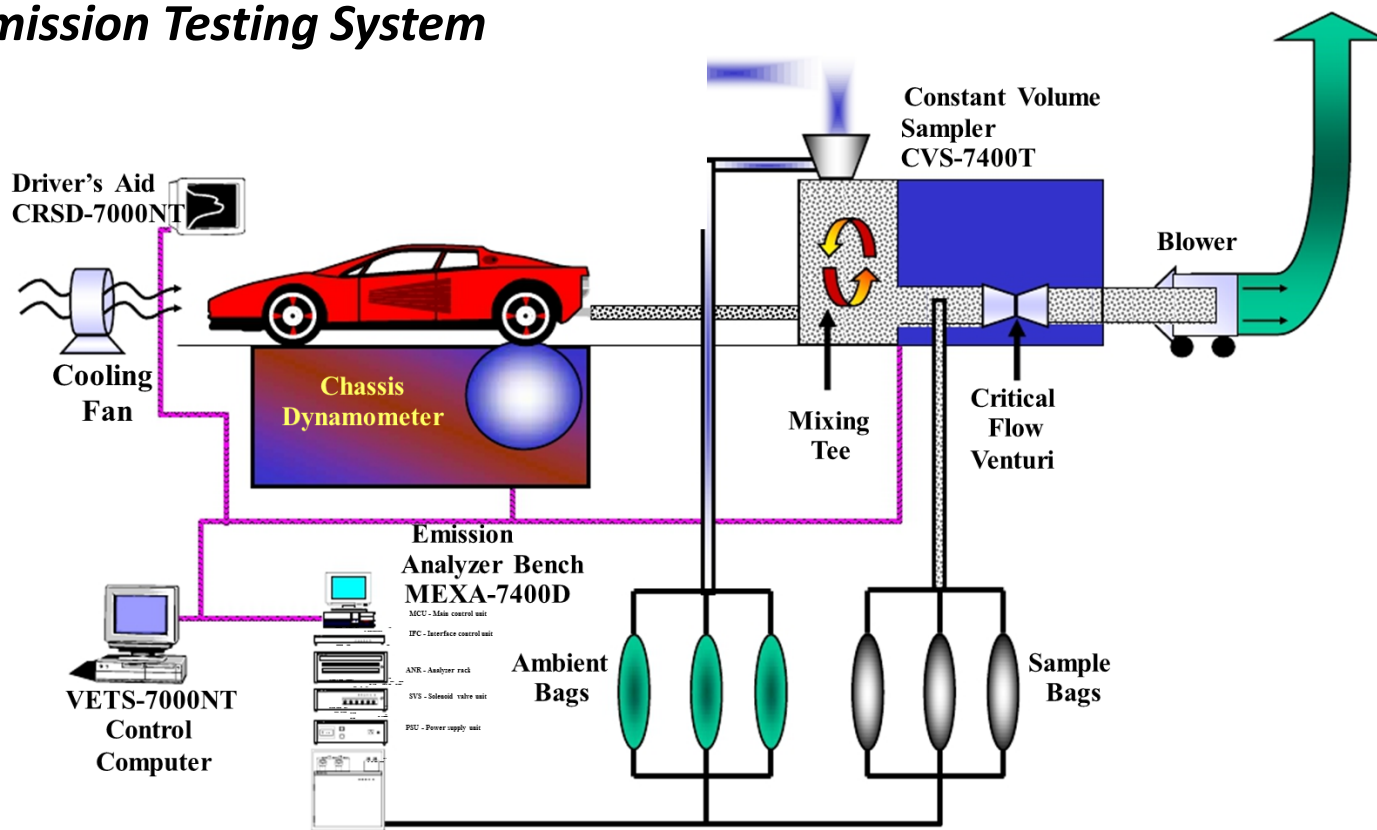 mission Testing System
Constant Volume
Sampler
CVS-7400T
Driver's Aid
CRSD-7000NT
Blower
Cooling
Fan
Chassis
Dynamometer
Mixing
Tee
Critical
Flow
Venturi
Emission
Analyzer Bench
MEXA-7400D
MCU - Main control unit
IFC - Interface control unit
ANR - Analyzer rack
SVS - Solenoid valve unit
PSU - Power supply unit
Ambient
Bags
Sample
Bags
VETS-7000NT
Control
Computer